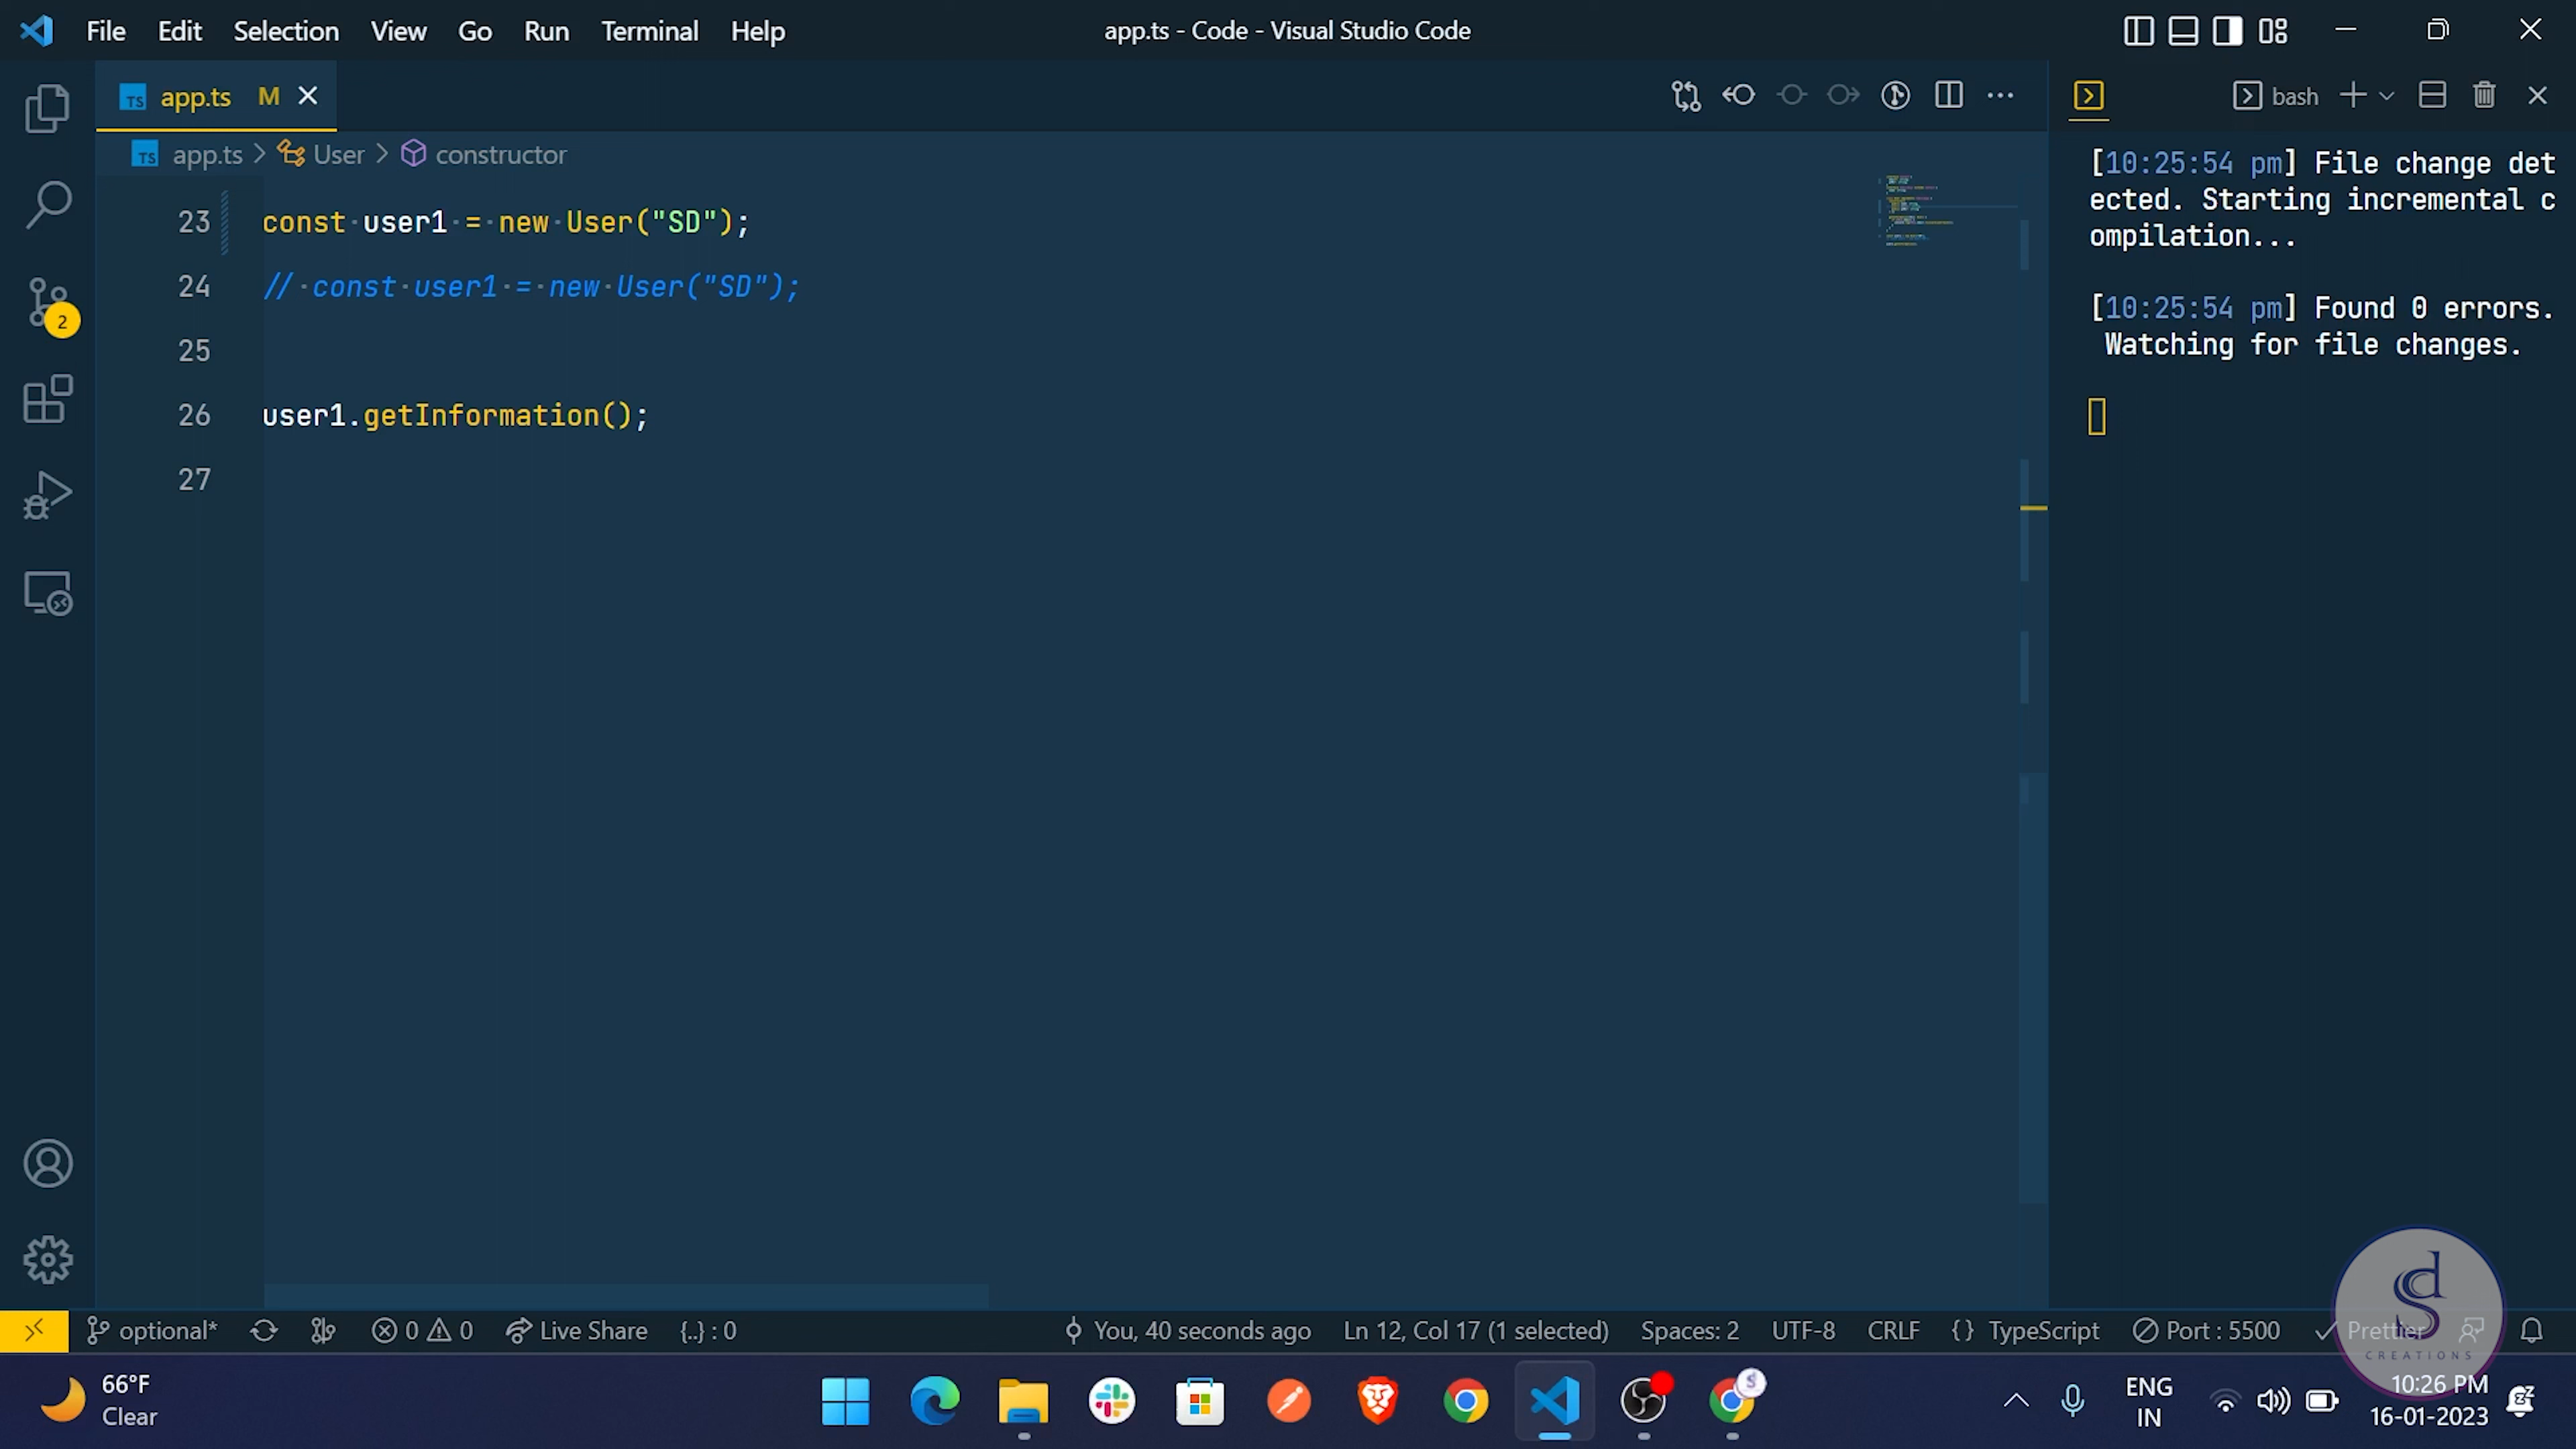 File Edit Selection View Go Run Terminal Help
app.ts - Code - Visual Studio Code
TS app.ts M
bash
TS app.ts > User > constructor
23 const user1 = new User("SD");
24 // const user1 = new User("SD");
25
26 user1.getInformation();
27
[10:25:54 pm] File change det
ected. Starting incremental c
ompilation...
[10:25:54 pm] Found 0 errors.
Watching for file changes.
2
optional* 0 0 Live Share {..} : 0
You, 40 seconds ago Ln 12, Col 17 (1 selected) Spaces: 2 UTF-8 CRLF {} TypeScript Port : 5500 Prettier
CREATIONS
66°F
Clear
ENG
IN
10:26 PM
16-01-2023